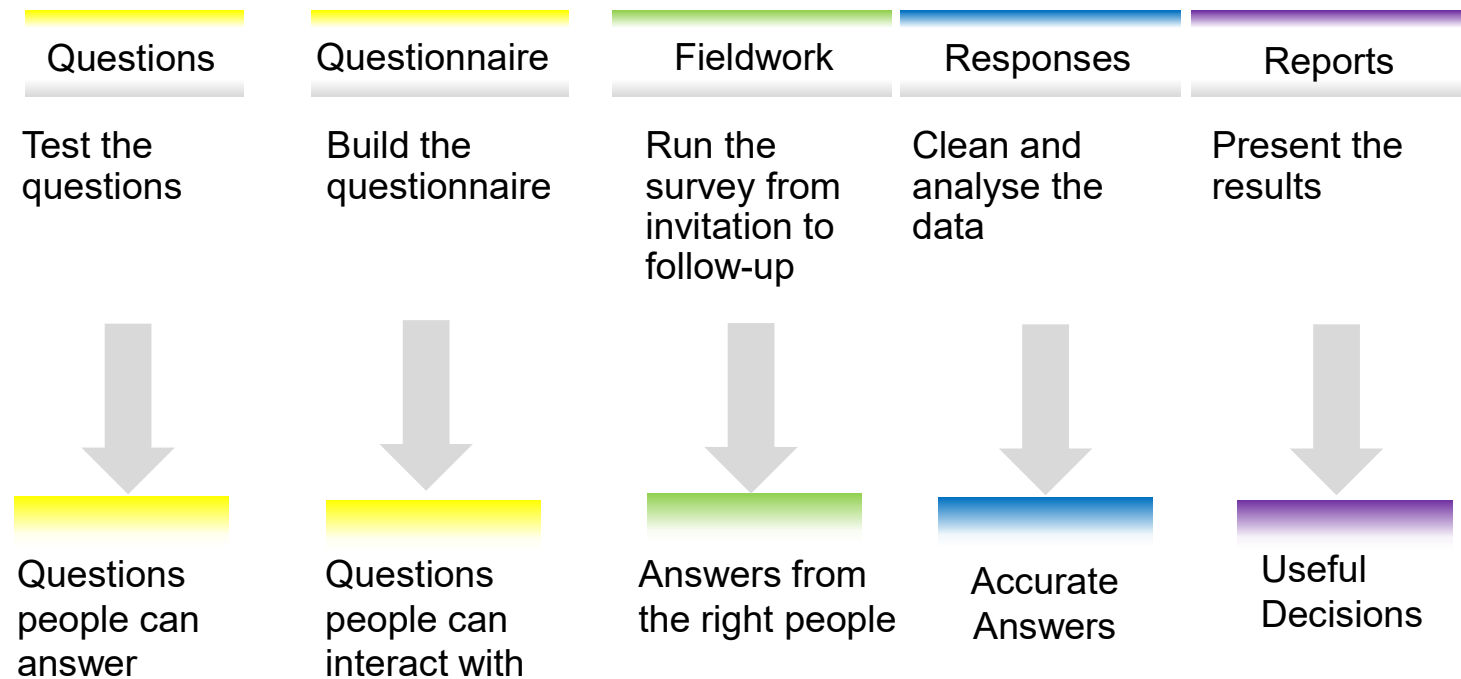 Questions
Questionnaire
Fieldwork
Responses
Reports
Test the
questions
Build the
questionnaire
Run the
survey from
invitation to
follow-up
Clean and
analyse the
data
Present the
results
Questions
people can
answer
Questions
people can
interact with
Answers from
the right people
Accurate
Answers
Useful
Decisions